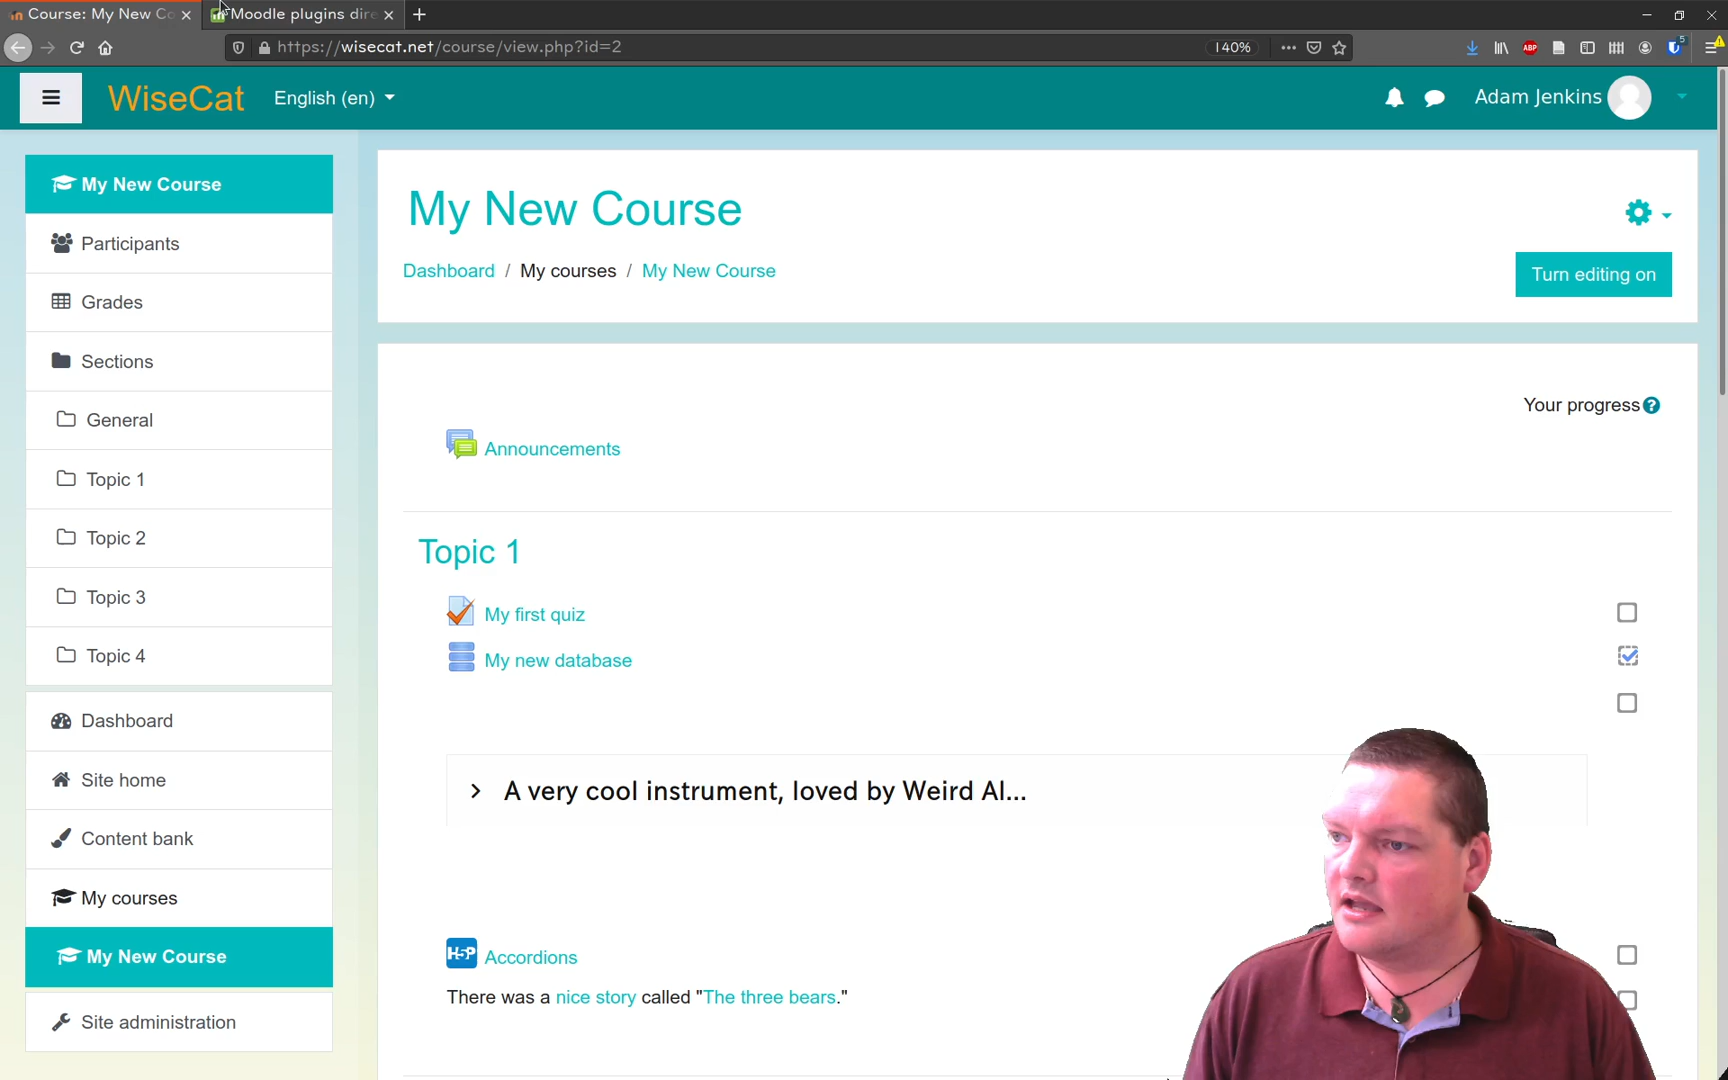 Course: My New Co
Moodle plugins dire
https://wisecat.net/course/view.php?id=2
140%
ABP
5
WiseCat
English (en)
Adam Jenkins
My New Course
Participants
Grades
Sections
General
Topic 1
Topic 2
Topic 3
Topic 4
Dashboard
Site home
Content bank
My courses
My New Course
Site administration
My New Course
Dashboard / My courses / My New Course
Turn editing on
Your progress
Announcements
Topic 1
My first quiz
My new database
A very cool instrument, loved by Weird Al...
H5P Accordions
There was a nice story called "The three bears."